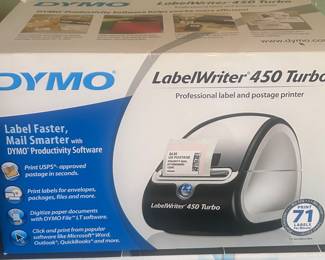 DYMO
LabelWriter® 450 Turbo
Professional label and postage printer
Label Faster,
Mail Smarter with
DYMO® Productivity Software
Print USPS®-approved
postage in seconds.
Print labels for envelopes,
packages, files and more.
Digitize paper documents
with DYMO File™ LT software.
Click and print from popular
software like Microsoft® Word,
Outlook®, QuickBooks® and more.
LabelWriter® 450 Turbo
PRINT
71
LABELS